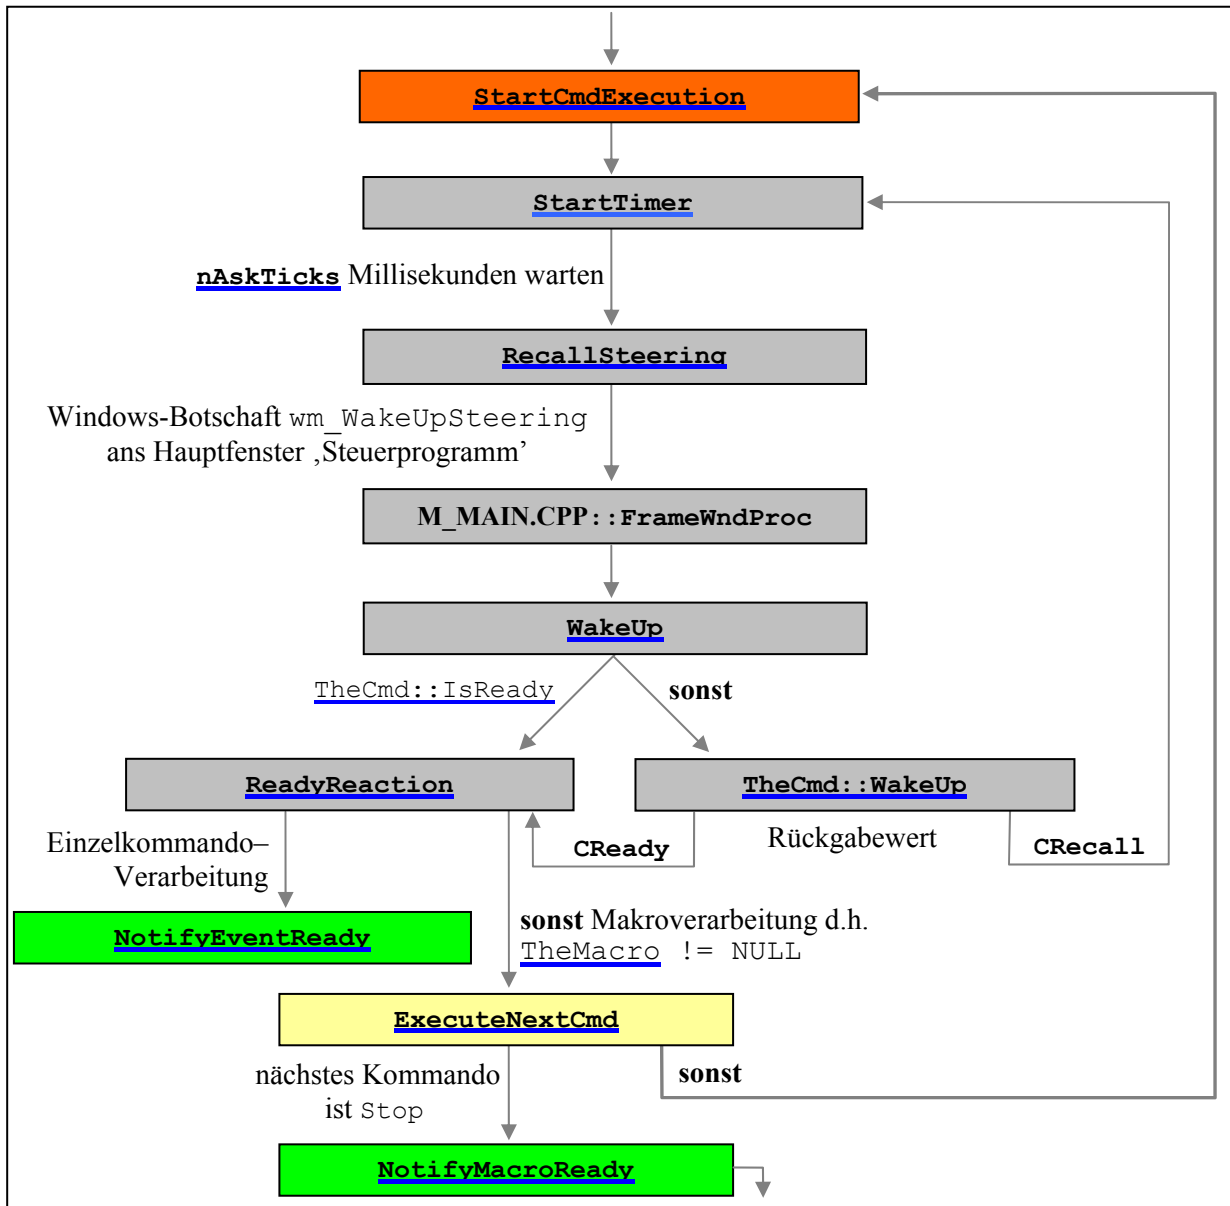 StartCmdExecution
StartTimer
nAskTicks Millisekunden warten
RecallSteering
Windows-Botschaft wm_WakeUpSteering
ans Hauptfenster ‚Steuerprogramm’
M_MAIN.CPP::FrameWndProc
WakeUp
TheCmd::IsReady
sonst
ReadyReaction
TheCmd::WakeUp
Einzelkommando–
Verarbeitung
CReady
Rückgabewert
CRecall
NotifyEventReady
sonst Makroverarbeitung d.h.
TheMacro != NULL
ExecuteNextCmd
nächstes Kommando
ist Stop
sonst
NotifyMacroReady